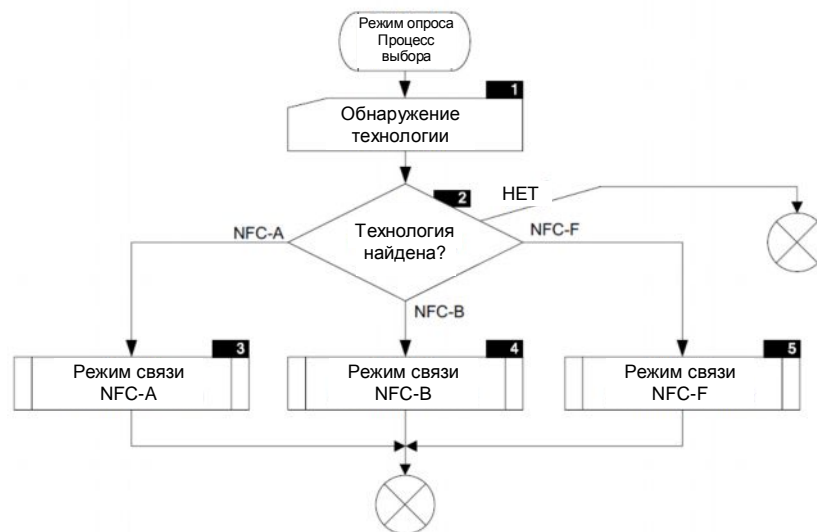 Режим опроса
Процесс
выбора
1
Обнаружение
технологии
2
НЕТ
Технология
найдена?
NFC-A
NFC-F
NFC-B
3
Режим связи
NFC-A
4
Режим связи
NFC-B
5
Режим связи
NFC-F